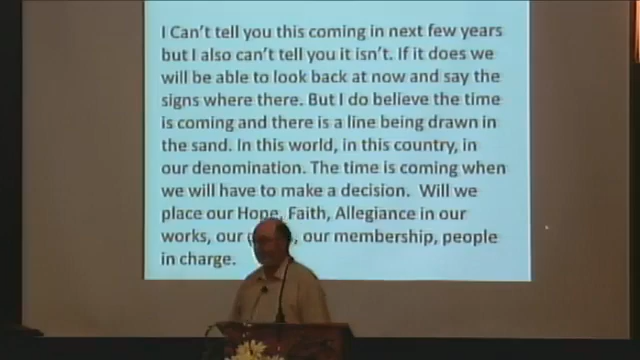 I Can't tell you this coming in next few years
but I also can't tell you it isn't. If it does we
will be able to look back at now and say the
signs where there. But I do believe the time
is coming and there is a line being drawn in
the sand. In this world, in this country, in
our denomination. The time is coming when
we will have to make a decision. Will we
place our Hope, Faith, Allegiance in our
works, our , our membership, people
in charge.